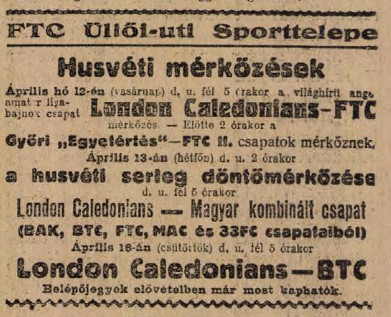 FTC Üllői-uti Sporttelepe
Husvéti mérkőzések
Április hó 12-én (vasárnap) d. u. fél 5 órakor a világhírű
bajnok csapat London Caledonians—FTC
mérkőzés — Előtte 2 órakor a
Győri „Egyetértés“—FTC II. csapatok mérkőznek.
Április 13-án (hétfőn) d. u. 2 órakor
a husvéti serleg döntőmérkőzése
d. u. fél 5 órakor
London Caledonians — Magyar kombinált csapat
(BAK, BTC, FTC, MAC és 33FC csapataiból)
Április 16-án (csütörtök) d. u. fél 5 órakor
London Caledonians—BTC
Belépőjegyek elővételben már most kaphatók.